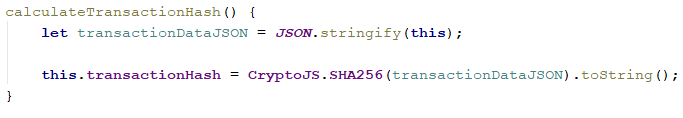 calculateTransactionHash() {
let transactionDataJSON = JSON.stringify(this);
this.transactionHash = CryptoJS.SHA256(transactionDataJSON).toString();
}